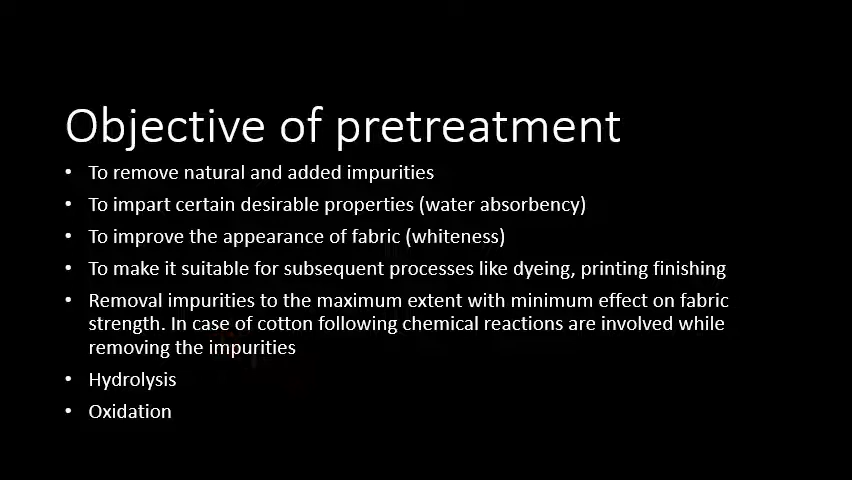 Objective of pretreatment
• To remove natural and added impurities
• To impart certain desirable properties (water absorbency)
• To improve the appearance of fabric (whiteness)
• To make it suitable for subsequent processes like dyeing, printing finishing
• Removal impurities to the maximum extent with minimum effect on fabric
strength. In case of cotton following chemical reactions are involved while
removing the impurities
• Hydrolysis
• Oxidation